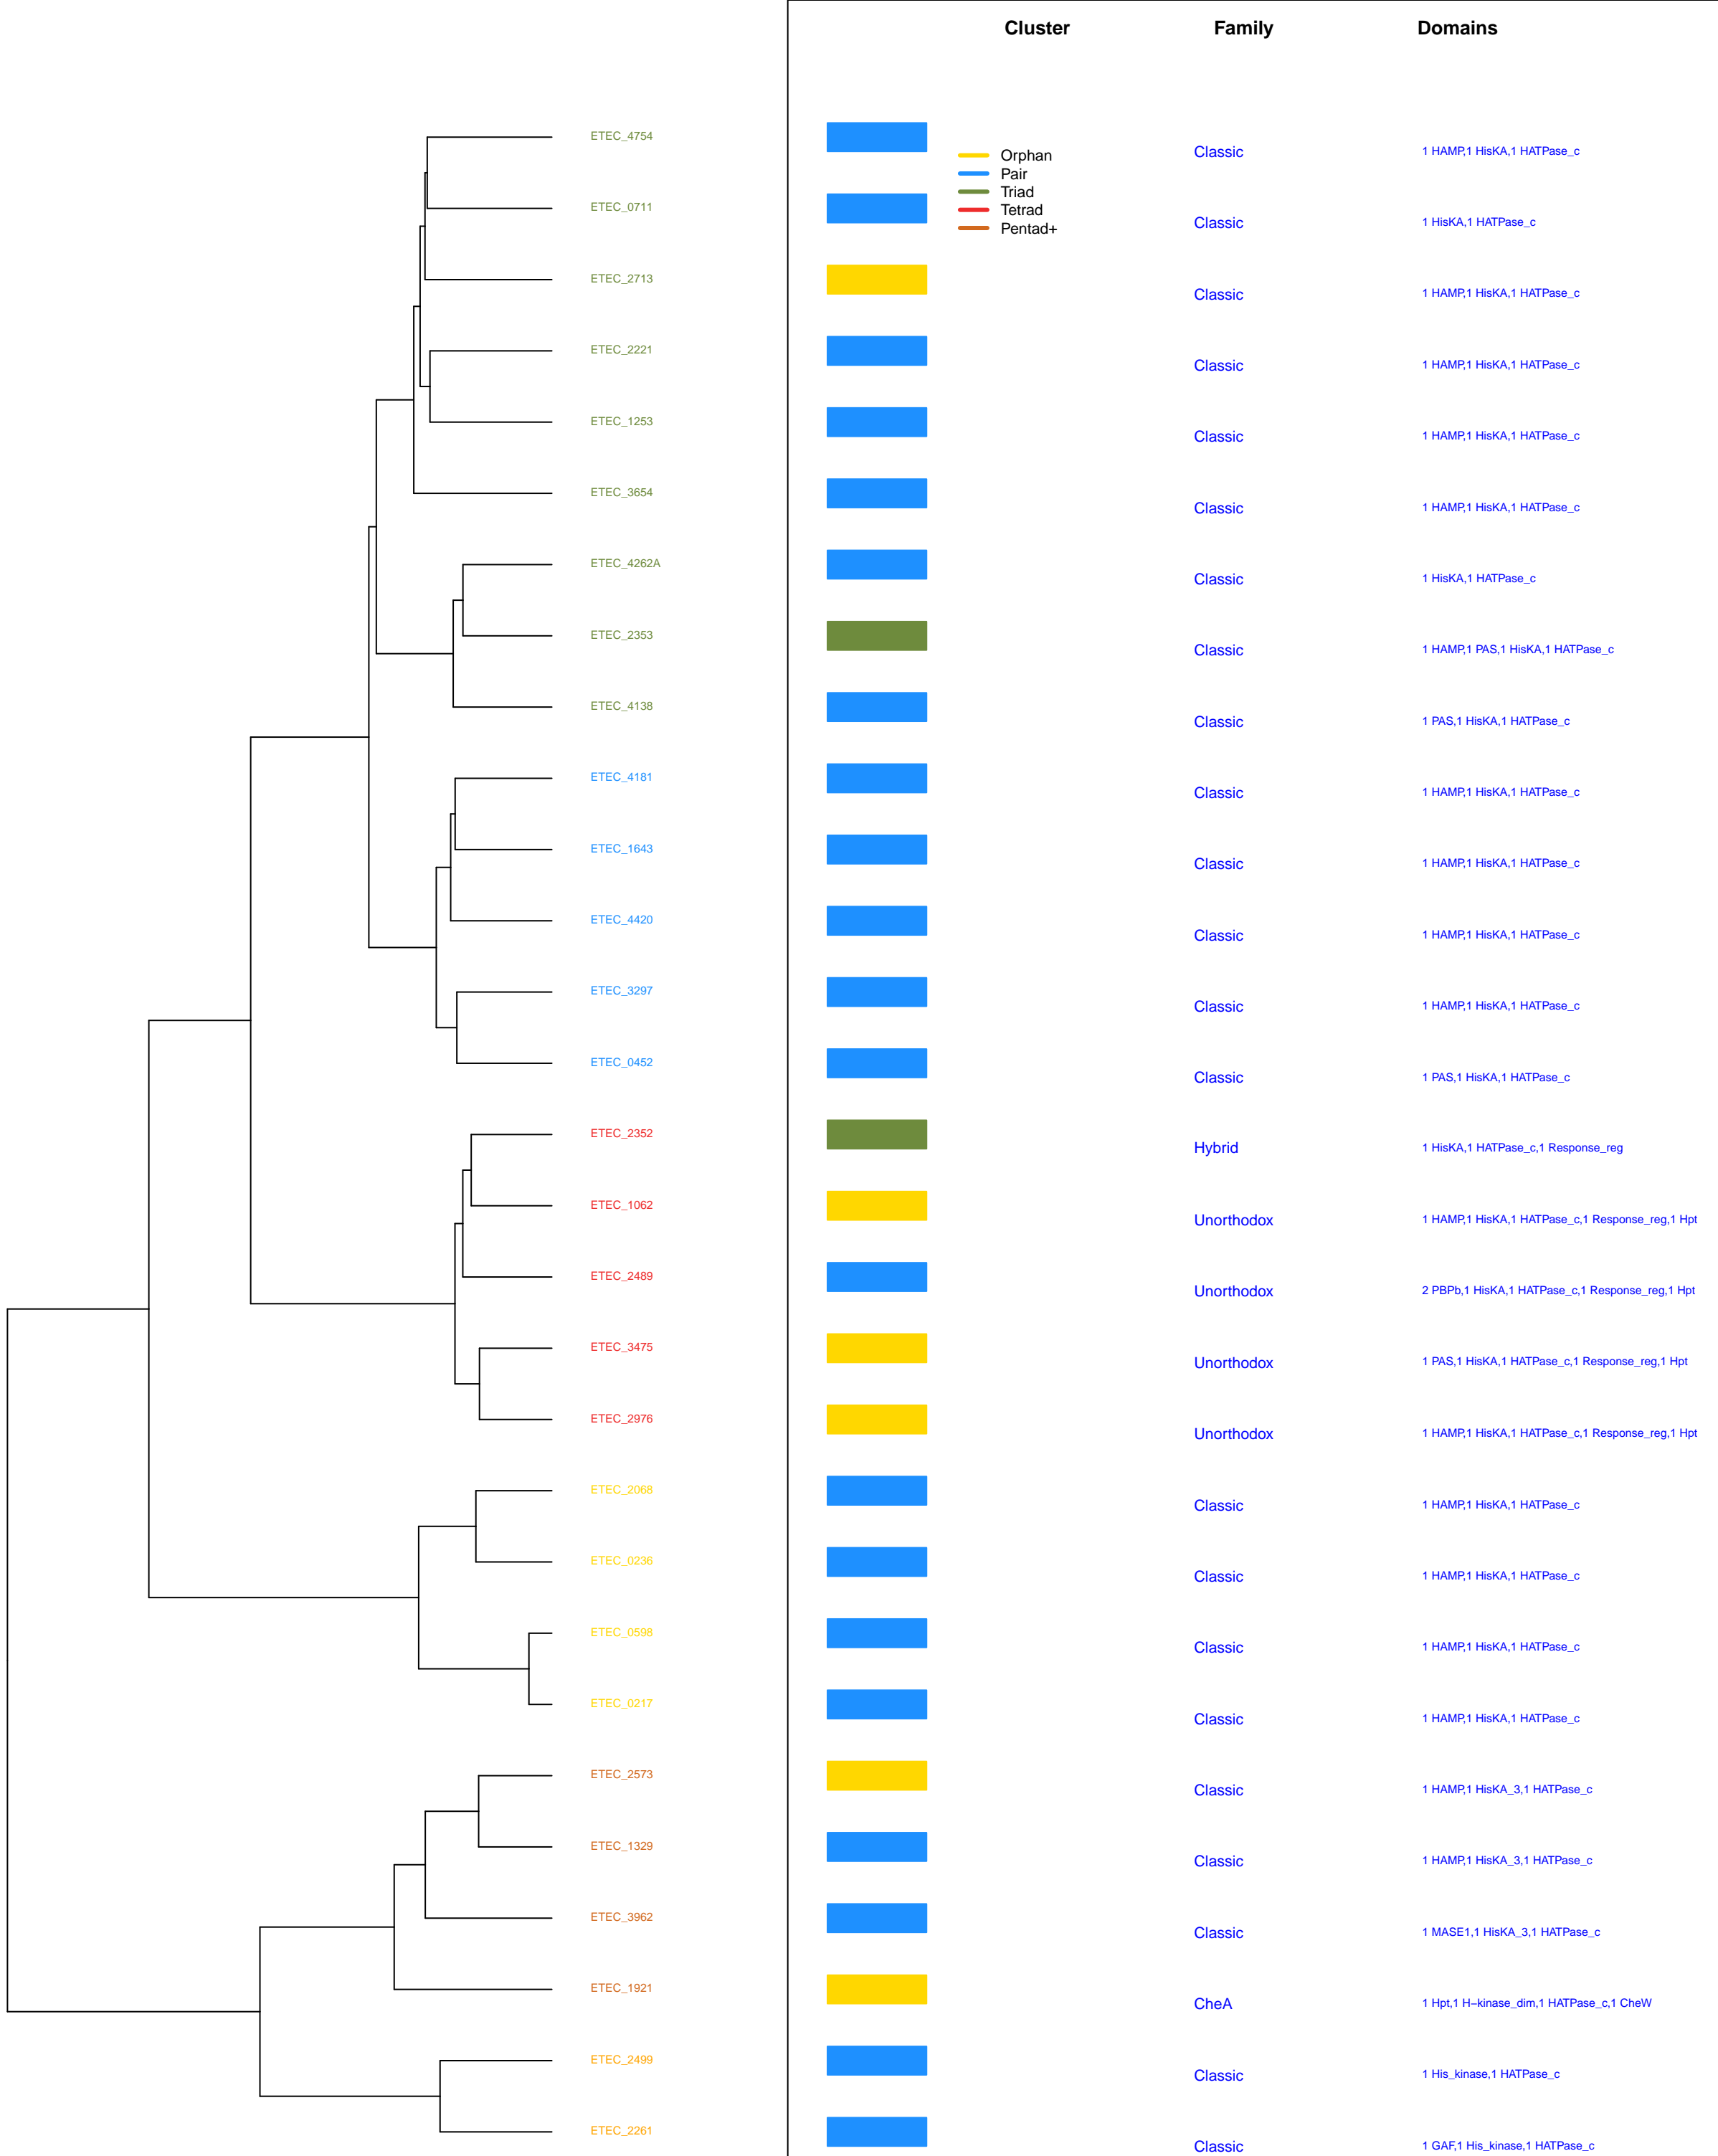 Cluster Family Domains
ETEC_4754 Classic 1 HAMP,1 HisKA,1 HATPase_c
Orphan
Pair
Triad
Tetrad
Pentad+
ETEC_0711 Classic 1 HisKA,1 HATPase_c
ETEC_2713 Classic 1 HAMP,1 HisKA,1 HATPase_c
ETEC_2221 Classic 1 HAMP,1 HisKA,1 HATPase_c
ETEC_1253 Classic 1 HAMP,1 HisKA,1 HATPase_c
ETEC_3654 Classic 1 HAMP,1 HisKA,1 HATPase_c
ETEC_4262A Classic 1 HisKA,1 HATPase_c
ETEC_2353 Classic 1 HAMP,1 PAS,1 HisKA,1 HATPase_c
ETEC_4138 Classic 1 PAS,1 HisKA,1 HATPase_c
ETEC_4181 Classic 1 HAMP,1 HisKA,1 HATPase_c
ETEC_1643 Classic 1 HAMP,1 HisKA,1 HATPase_c
ETEC_4420 Classic 1 HAMP,1 HisKA,1 HATPase_c
ETEC_3297 Classic 1 HAMP,1 HisKA,1 HATPase_c
ETEC_0452 Classic 1 PAS,1 HisKA,1 HATPase_c
ETEC_2352 Hybrid 1 HisKA,1 HATPase_c,1 Response_reg
ETEC_1062 Unorthodox 1 HAMP,1 HisKA,1 HATPase_c,1 Response_reg,1 Hpt
ETEC_2489 Unorthodox 2 PBPb,1 HisKA,1 HATPase_c,1 Response_reg,1 Hpt
ETEC_3475 Unorthodox 1 PAS,1 HisKA,1 HATPase_c,1 Response_reg,1 Hpt
ETEC_2976 Unorthodox 1 HAMP,1 HisKA,1 HATPase_c,1 Response_reg,1 Hpt
ETEC_2068 Classic 1 HAMP,1 HisKA,1 HATPase_c
ETEC_0236 Classic 1 HAMP,1 HisKA,1 HATPase_c
ETEC_0598 Classic 1 HAMP,1 HisKA,1 HATPase_c
ETEC_0217 Classic 1 HAMP,1 HisKA,1 HATPase_c
ETEC_2573 Classic 1 HAMP,1 HisKA_3,1 HATPase_c
ETEC_1329 Classic 1 HAMP,1 HisKA_3,1 HATPase_c
ETEC_3962 Classic 1 MASE1,1 HisKA_3,1 HATPase_c
ETEC_1921 CheA 1 Hpt,1 H−kinase_dim,1 HATPase_c,1 CheW
ETEC_2499 Classic 1 His_kinase,1 HATPase_c
ETEC_2261 Classic 1 GAF,1 His_kinase,1 HATPase_c